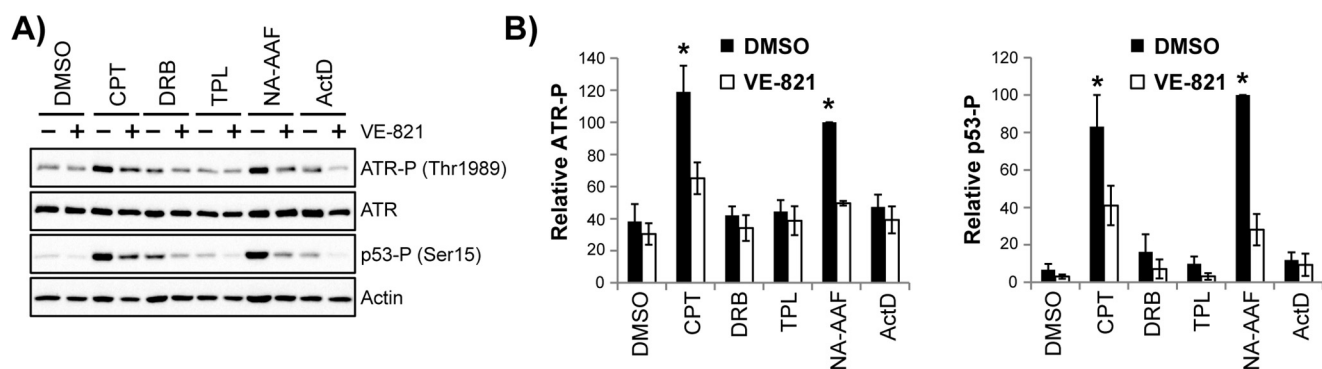 A)
DMSO CPT DRB TPL NA-AAF ActD
− + − + − + − + − + − + VE-821
ATR-P (Thr1989)
ATR
p53-P (Ser15)
Actin
B)
* DMSO
VE-821
*
Relative ATR-P
140
120
100
80
60
40
20
0
DMSO CPT DRB TPL NA-AAF ActD
DMSO
VE-821
* *
Relative p53-P
100
80
60
40
20
0
DMSO CPT DRB TPL NA-AAF ActD